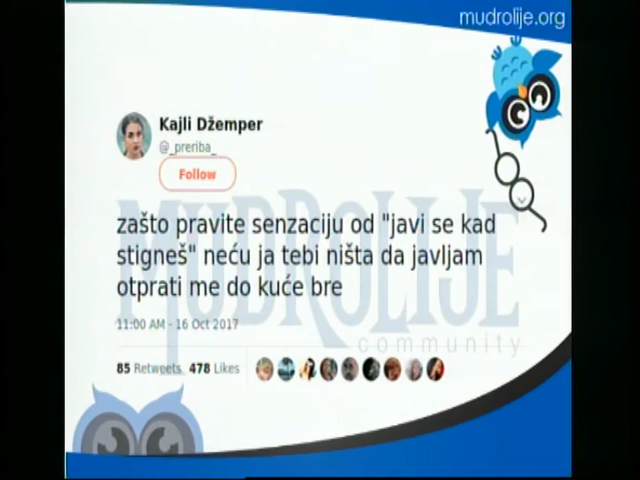 mudrolije.org
Kajli Džemper
@_preriba_
Follow
zašto pravite senzaciju od "javi se kad
stigneš" neću ja tebi ništa da javljam
otprati me do kuće bre
MUDROLIJE
community
11:00 AM - 16 Oct 2017
85 Retweets 478 Likes